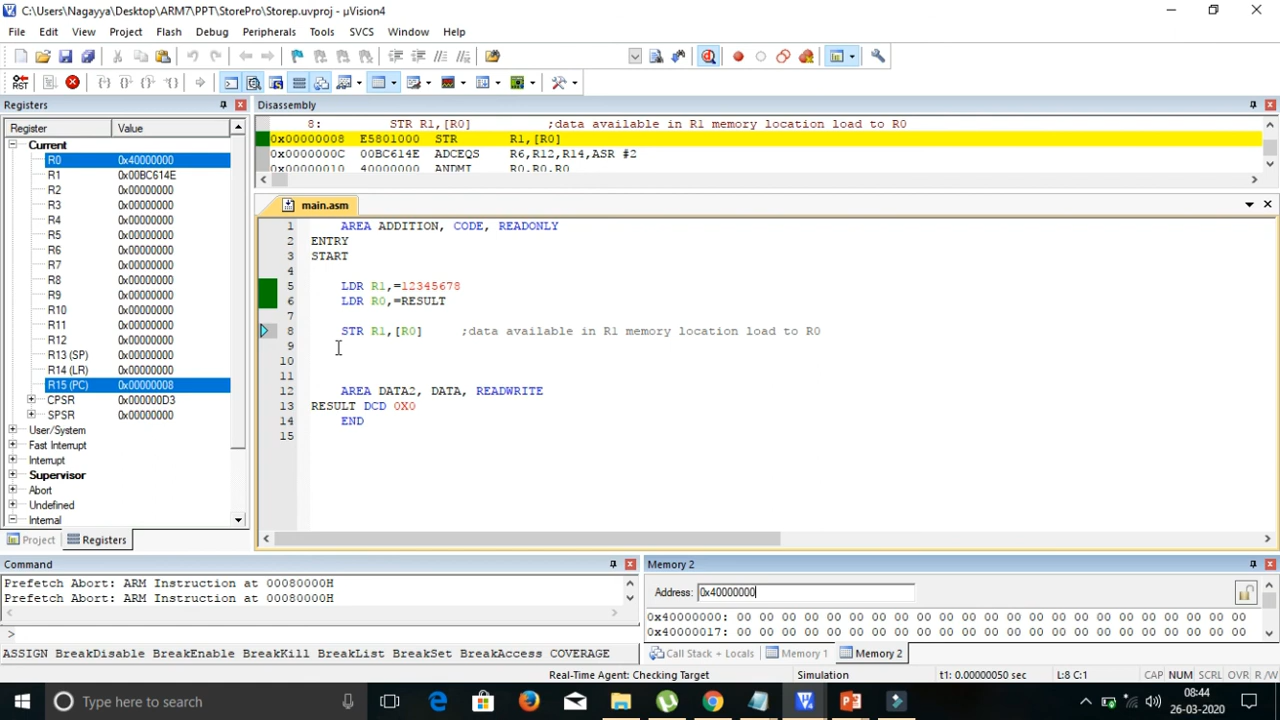 C:\Users\Nagayya\Desktop\ARM7\PPT\StorePro\Storep.uvproj - µVision4
File Edit View Project Flash Debug Peripherals Tools SVCS Window Help
RST
Registers
Register Value
Current
R0 0x40000000
R1 0x00BC614E
R2 0x00000000
R3 0x00000000
R4 0x00000000
R5 0x00000000
R6 0x00000000
R7 0x00000000
R8 0x00000000
R9 0x00000000
R10 0x00000000
R11 0x00000000
R12 0x00000000
R13 (SP) 0x00000000
R14 (LR) 0x00000000
R15 (PC) 0x00000008
CPSR 0x000000D3
SPSR 0x00000000
User/System
Fast Interrupt
Interrupt
Supervisor
Abort
Undefined
Internal
Project Registers
Disassembly
8: STR R1,[R0] ;data available in R1 memory location load to R0
0x00000008 E5801000 STR R1,[R0]
0x0000000C 00BC614E ADCEQS R6,R12,R14,ASR #2
0x00000010 40000000 ANDMI R0,R0,R0
main.asm
1 AREA ADDITION, CODE, READONLY
2 ENTRY
3 START
4
5 LDR R1,=12345678
6 LDR R0,=RESULT
7
8 STR R1,[R0] ;data available in R1 memory location load to R0
9
10
11
12 AREA DATA2, DATA, READWRITE
13 RESULT DCD 0X0
14 END
15
Command
Prefetch Abort: ARM Instruction at 00080000H
Prefetch Abort: ARM Instruction at 00080000H
>
ASSIGN BreakDisable BreakEnable BreakKill BreakList BreakSet BreakAccess COVERAGE
Memory 2
Address: 0x40000000
0x40000000: 00 00 00 00 00 00 00 00 00 00 00 00 00 00 00 00 00 00 00 00 00 00 00
0x40000017: 00 00 00 00 00 00 00 00 00 00 00 00 00 00 00 00 00 00 00 00 00 00 00
Call Stack + Locals Memory 1 Memory 2
Real-Time Agent: Checking Target Simulation t1: 0.00000050 sec L:8 C:1 CAP NUM SCRL OVR R/W
Type here to search
08:44
26-03-2020